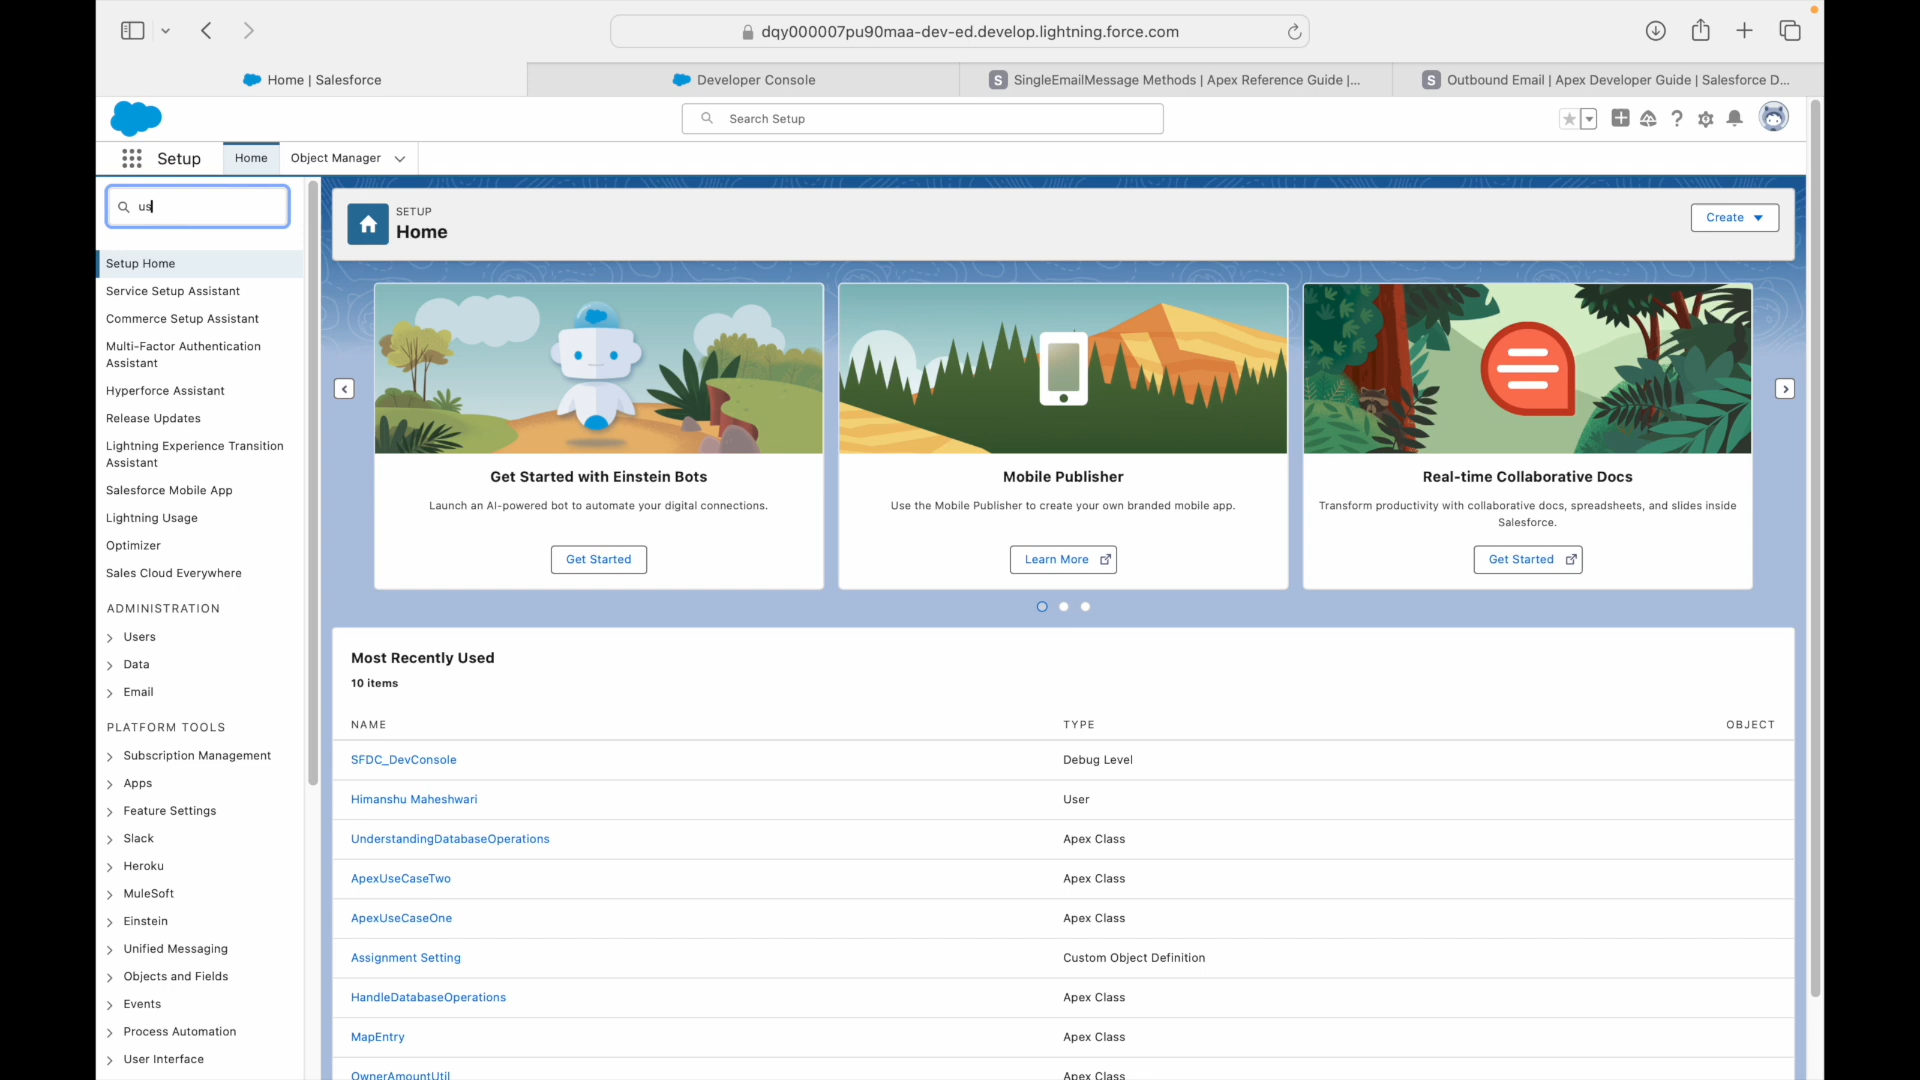 dqy000007pu90maa-dev-ed.develop.lightning.force.com
Home | Salesforce
Developer Console
S SingleEmailMessage Methods | Apex Reference Guide |...
S Outbound Email | Apex Developer Guide | Salesforce D...
Search Setup
Setup
Home
Object Manager
us
Setup Home
Service Setup Assistant
Commerce Setup Assistant
Multi-Factor Authentication
Assistant
Hyperforce Assistant
Release Updates
Lightning Experience Transition
Assistant
Salesforce Mobile App
Lightning Usage
Optimizer
Sales Cloud Everywhere
ADMINISTRATION
Users
Data
Email
PLATFORM TOOLS
Subscription Management
Apps
Feature Settings
Slack
Heroku
MuleSoft
Einstein
Unified Messaging
Objects and Fields
Events
Process Automation
User Interface
SETUP
Home
Create
Get Started with Einstein Bots
Launch an AI-powered bot to automate your digital connections.
Get Started
Mobile Publisher
Use the Mobile Publisher to create your own branded mobile app.
Learn More
Real-time Collaborative Docs
Transform productivity with collaborative docs, spreadsheets, and slides inside
Salesforce.
Get Started
Most Recently Used
10 items
NAME TYPE OBJECT
SFDC_DevConsole Debug Level
Himanshu Maheshwari User
UnderstandingDatabaseOperations Apex Class
ApexUseCaseTwo Apex Class
ApexUseCaseOne Apex Class
Assignment Setting Custom Object Definition
HandleDatabaseOperations Apex Class
MapEntry Apex Class
OwnerAmountUtil Apex Class